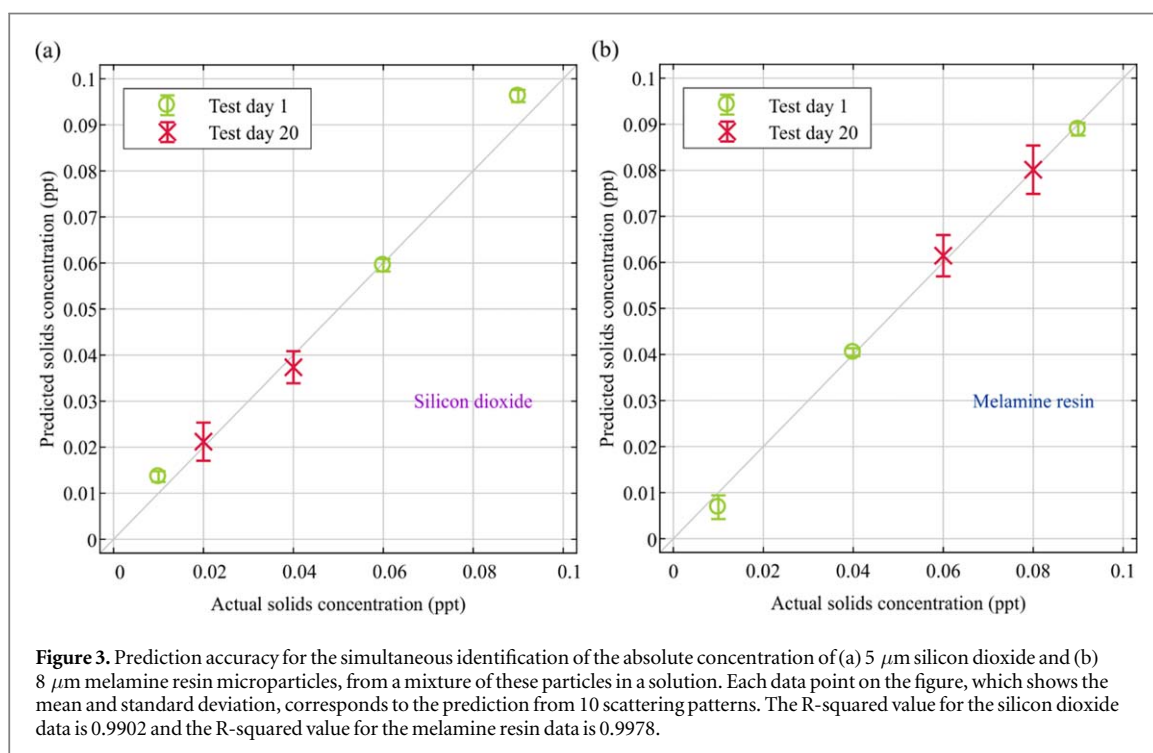 (a)
0.1
0.09
0.08
0.07
0.06
0.05
0.04
0.03
0.02
0.01
0
Predicted solids concentration (ppt)
Test day 1
Test day 20
Silicon dioxide
0 0.02 0.04 0.06 0.08 0.1
Actual solids concentration (ppt)
(b)
0.1
0.09
0.08
0.07
0.06
0.05
0.04
0.03
0.02
0.01
0
Predicted solids concentration (ppt)
Test day 1
Test day 20
Melamine resin
0 0.02 0.04 0.06 0.08 0.1
Actual solids concentration (ppt)
Figure 3. Prediction accuracy for the simultaneous identification of the absolute concentration of (a) 5 μm silicon dioxide and (b)
8 μm melamine resin microparticles, from a mixture of these particles in a solution. Each data point on the figure, which shows the
mean and standard deviation, corresponds to the prediction from 10 scattering patterns. The R-squared value for the silicon dioxide
data is 0.9902 and the R-squared value for the melamine resin data is 0.9978.